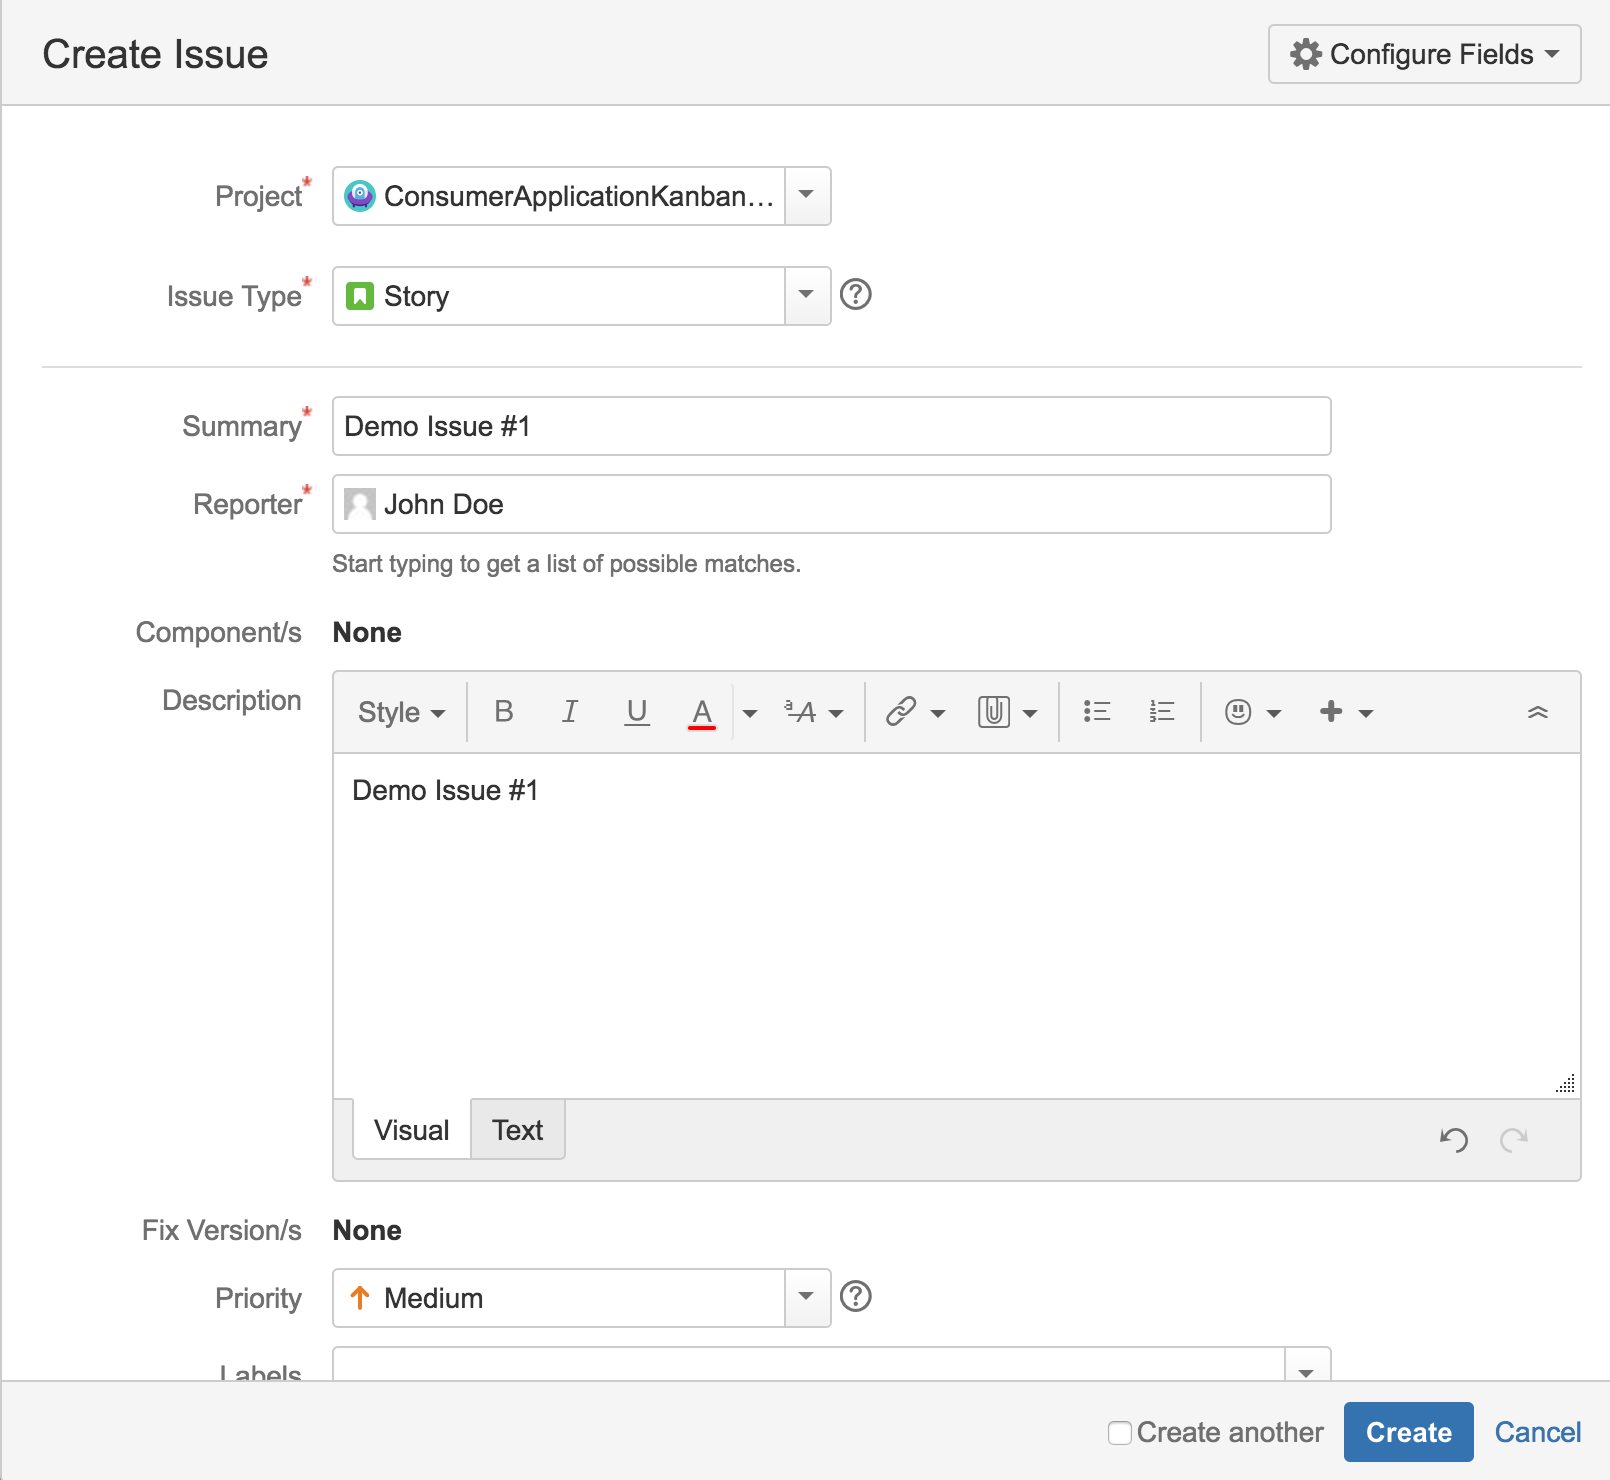 Create Issue
Configure Fields
Project*
ConsumerApplicationKanban...
Issue Type*
Story
?
Summary*
Demo Issue #1
Reporter*
John Doe
Start typing to get a list of possible matches.
Component/s
None
Description
Style
B I U A ªA
Demo Issue #1
Visual
Text
Fix Version/s
None
Priority
Medium
?
Labels
Create another
Create
Cancel